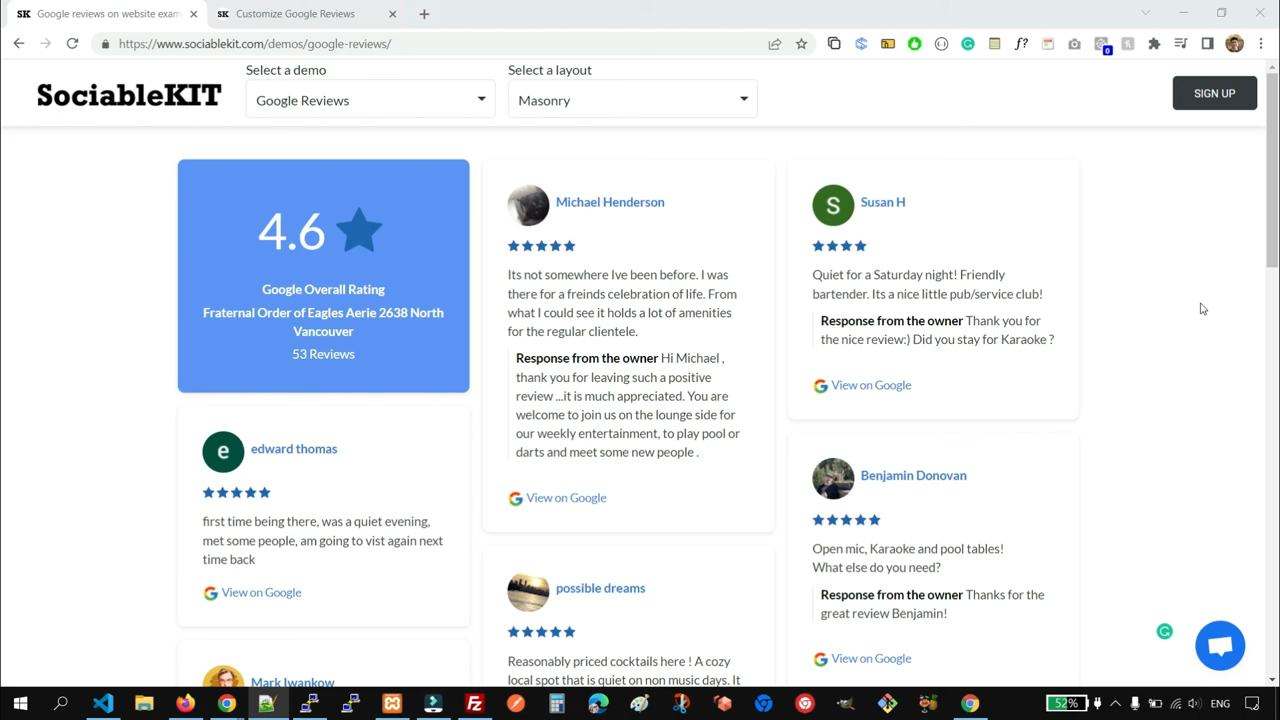 SK Google reviews on website exam
SK Customize Google Reviews
https://www.sociablekit.com/demos/google-reviews/
f?
0
SociableKIT
Select a demo
Google Reviews
Select a layout
Masonry
SIGN UP
4.6
Google Overall Rating
Fraternal Order of Eagles Aerie 2638 North
Vancouver
53 Reviews
e
edward thomas
first time being there, was a quiet evening,
met some people, am going to vist again next
time back
View on Google
Mark Iwankow
Michael Henderson
Its not somewhere Ive been before. I was
there for a freinds celebration of life. From
what I could see it holds a lot of amenities
for the regular clientele.
Response from the owner Hi Michael ,
thank you for leaving such a positive
review ...it is much appreciated. You are
welcome to join us on the lounge side for
our weekly entertainment, to play pool or
darts and meet some new people .
View on Google
possible dreams
Reasonably priced cocktails here ! A cozy
local spot that is quiet on non music days. It
S
Susan H
Quiet for a Saturday night! Friendly
bartender. Its a nice little pub/service club!
Response from the owner Thank you for
the nice review:) Did you stay for Karaoke ?
View on Google
Benjamin Donovan
Open mic, Karaoke and pool tables!
What else do you need?
Response from the owner Thanks for the
great review Benjamin!
View on Google
52%
ENG